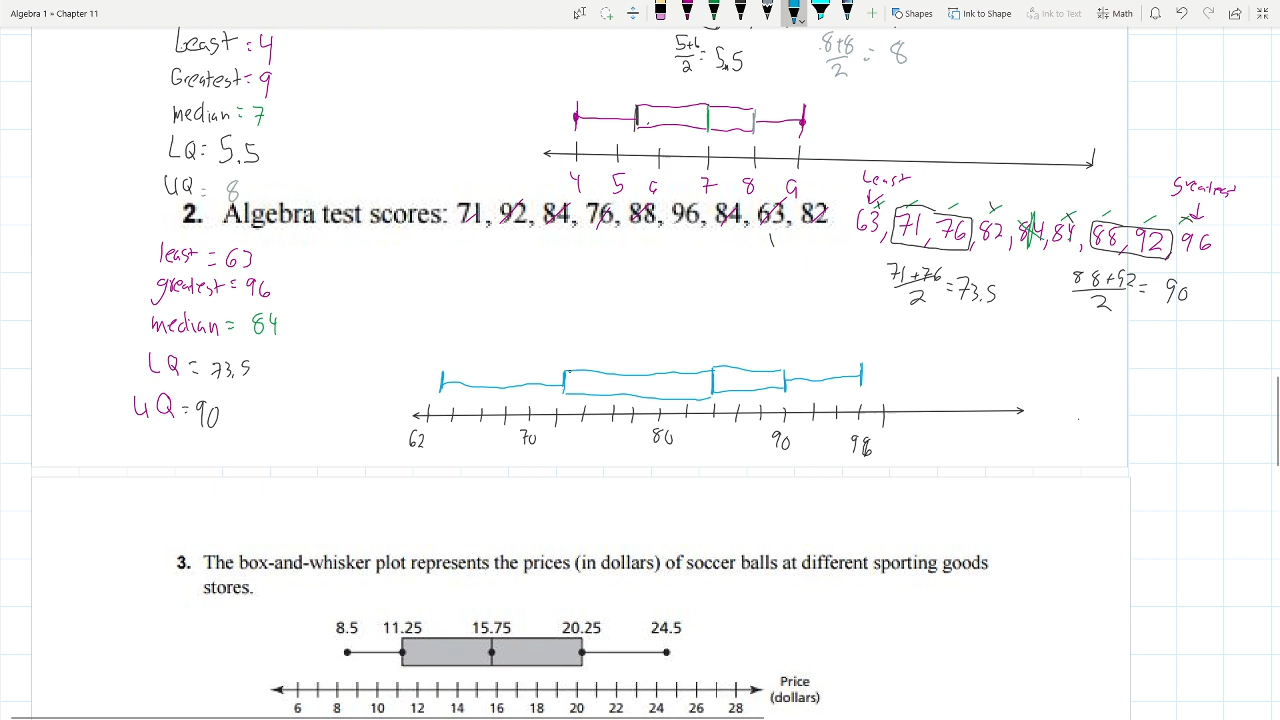 Algebra 1 » Chapter 11
Shapes
Ink to Shape
Ink to Text
Math
Least = 4
Greatest = 9
median = 7
LQ = 5.5
UQ = 8
5+6/2 = 5.5
8+8/2 = 8
4 5 6 7 8 9
2. Algebra test scores: 71, 92, 84, 76, 88, 96, 84, 63, 82
Least
greatest
63, 71, 76, 82, 84, 84, 88, 92, 96
71+76/2 = 73.5
88+92/2 = 90
least = 63
greatest = 96
median = 84
LQ = 73.5
UQ = 90
62 70 80 90 96
3. The box-and-whisker plot represents the prices (in dollars) of soccer balls at different sporting goods
stores.
8.5 11.25 15.75 20.25 24.5
Price
(dollars)
6 8 10 12 14 16 18 20 22 24 26 28